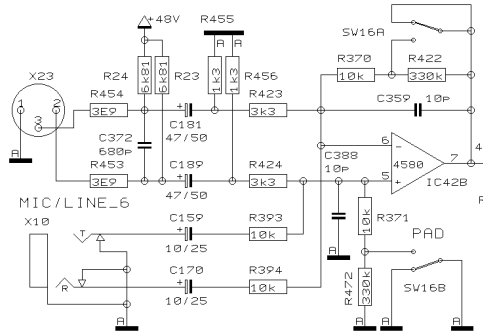 +48V
R455
SW16A
X23
R24
6k81
6k81
R23
A
A
1k3
1k3
R456
R370
R422
10k
330k
1
2
3
R454
3E9
C181
47/50
R423
3k3
C359
10p
A
C372
680p
R453
3E9
C189
47/50
R424
3k3
C388
10p
6
4580
7
5
IC42B
4
MIC/LINE_6
X10
T
C159
10/25
R393
10k
10k
R371
PAD
A
R
C170
10/25
R394
10k
R472
330k
SW16B
A
A
A
A